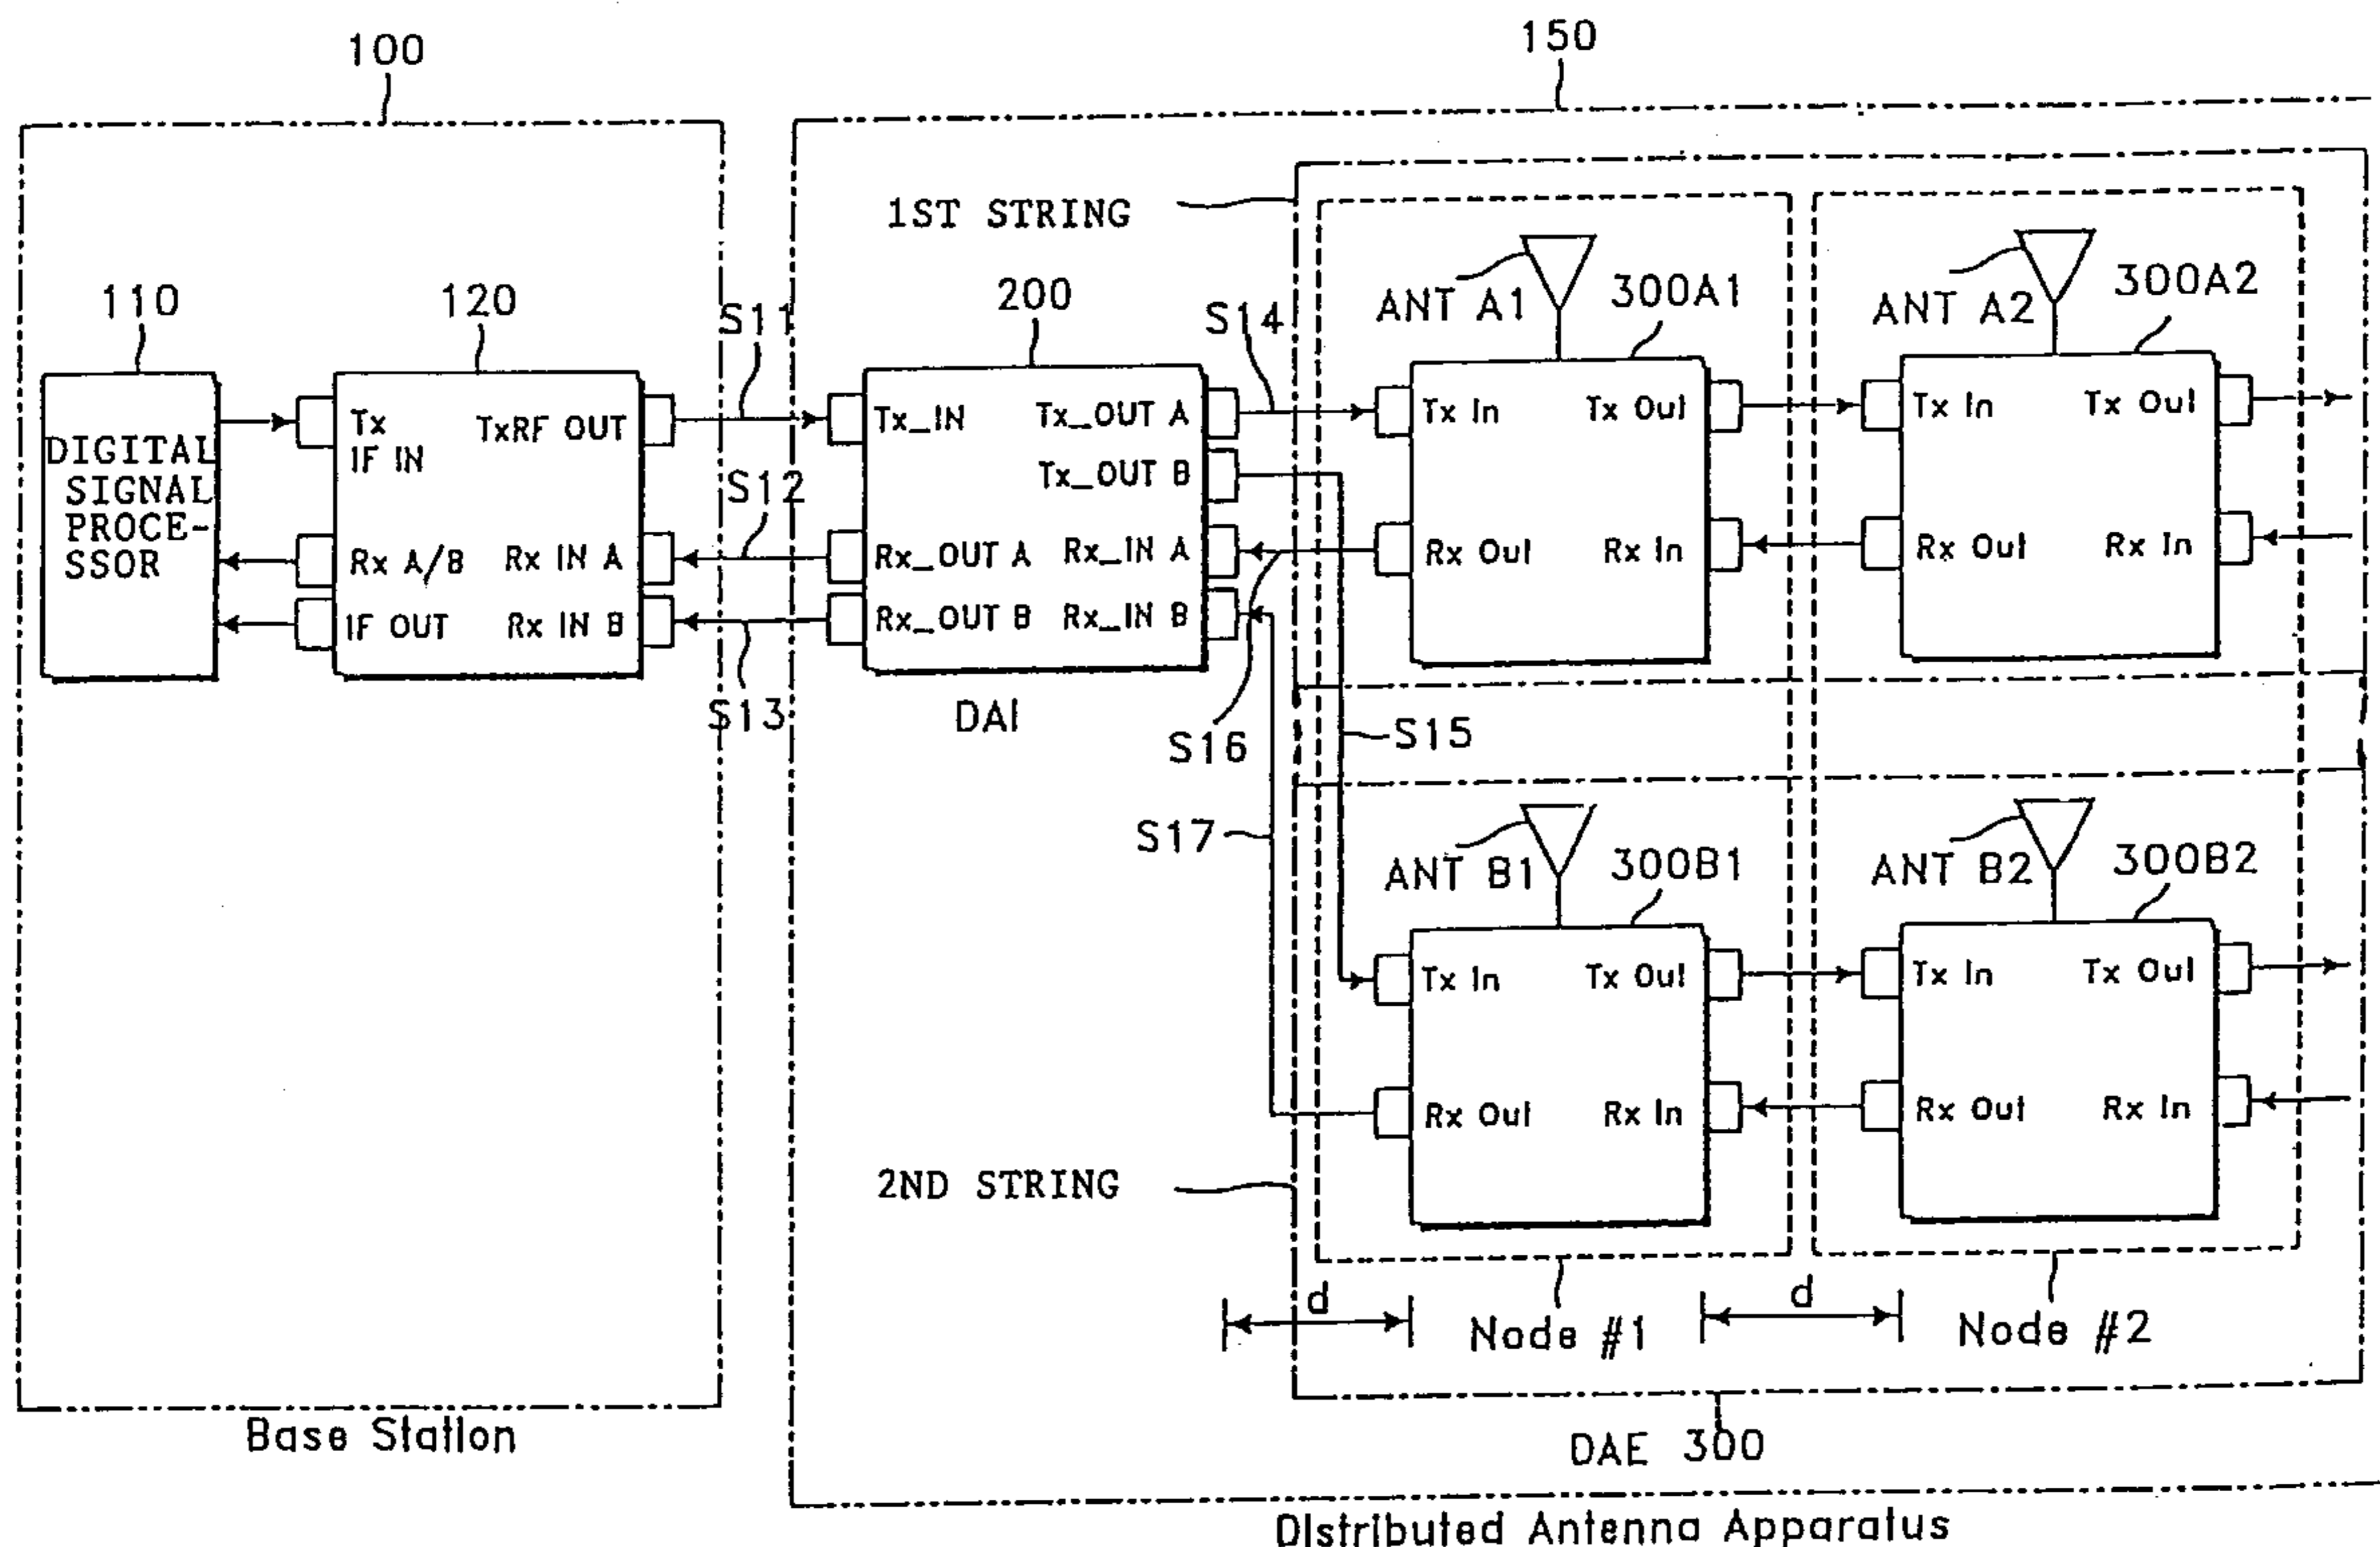 100
150
1ST STRING
110
120
S11
200
S14
ANT A1
300A1
ANT A2
300A2
DIGITAL
SIGNAL
PROCE-
SSOR
Tx
IF IN
TxRF OUT
Rx A/B
IF OUT
Rx IN A
Rx IN B
S12
S13
Tx_IN
Tx_OUT A
Tx_OUT B
Rx_OUT A
Rx_IN A
Rx_OUT B
Rx_IN B
DAI
Tx In
Tx Out
Rx Out
Rx In
Tx In
Tx Out
Rx Out
Rx In
S16
S15
S17
ANT B1
300B1
ANT B2
300B2
Tx In
Tx Out
Rx Out
Rx In
Tx In
Tx Out
Rx Out
Rx In
2ND STRING
d
Node #1
d
Node #2
Base Station
DAE 300
Distributed Antenna Apparatus